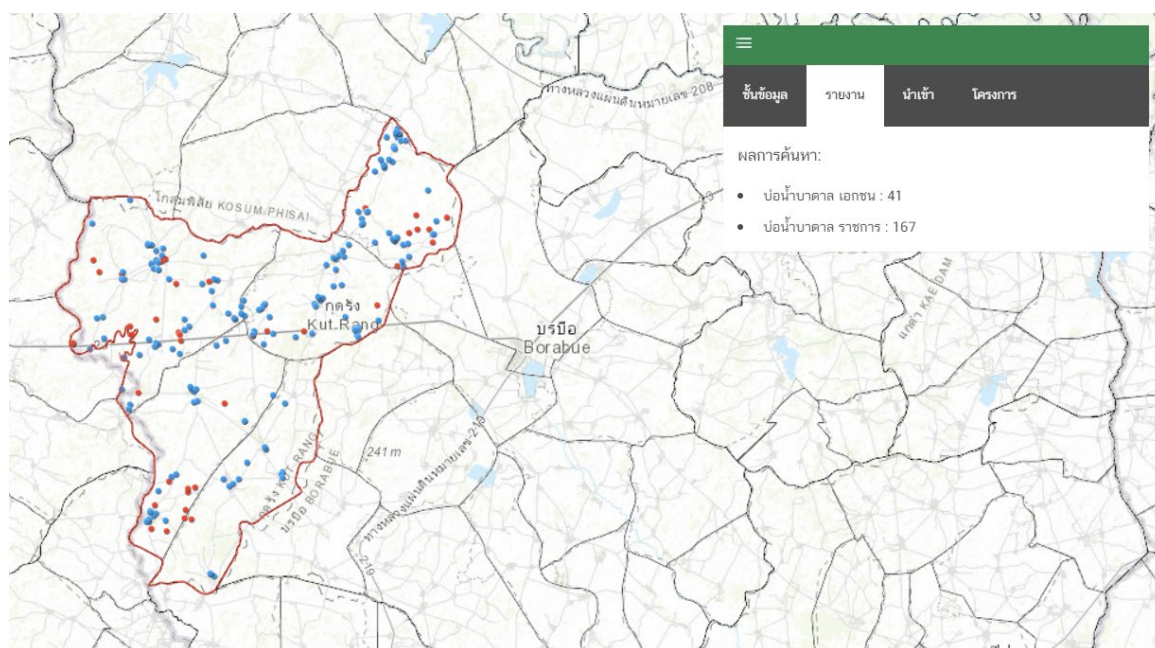 ทางหลวงแผ่นดินหมายเลข 208
ชั้นข้อมูล
รายงาน
นำเข้า
โครงการ
ผลการค้นหา:
• บ่อน้ำบาดาล เอกชน : 41
• บ่อน้ำบาดาล ราชการ : 167
โกสุมพิสัย KOSUM PHISAI
กุดรัง
Kut Rang
บรบือ
Borabue
แกดำ KAE DAM
241 m
ทางหลวงแผ่นดินหมายเลข 219
กุดรัง KUT RANG
บรบือ BORABUE
219